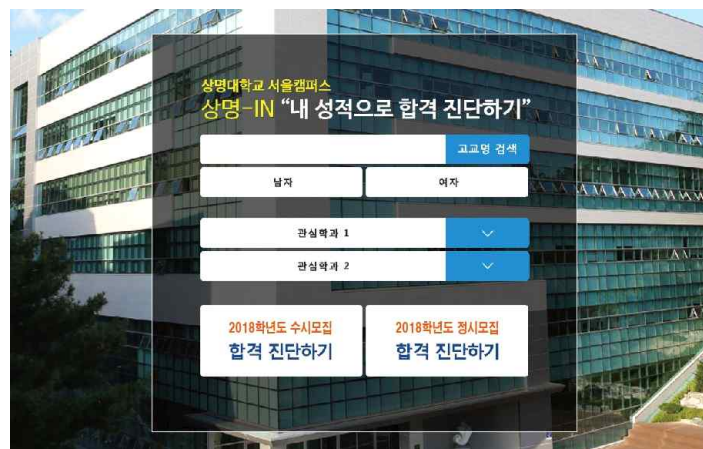 상명대학교 서울캠퍼스
상명-IN “내 성적으로 합격 진단하기”
고교명 검색
남자 여자
관심학과 1
관심학과 2
2018학년도 수시모집 2018학년도 정시모집
합격 진단하기 합격 진단하기